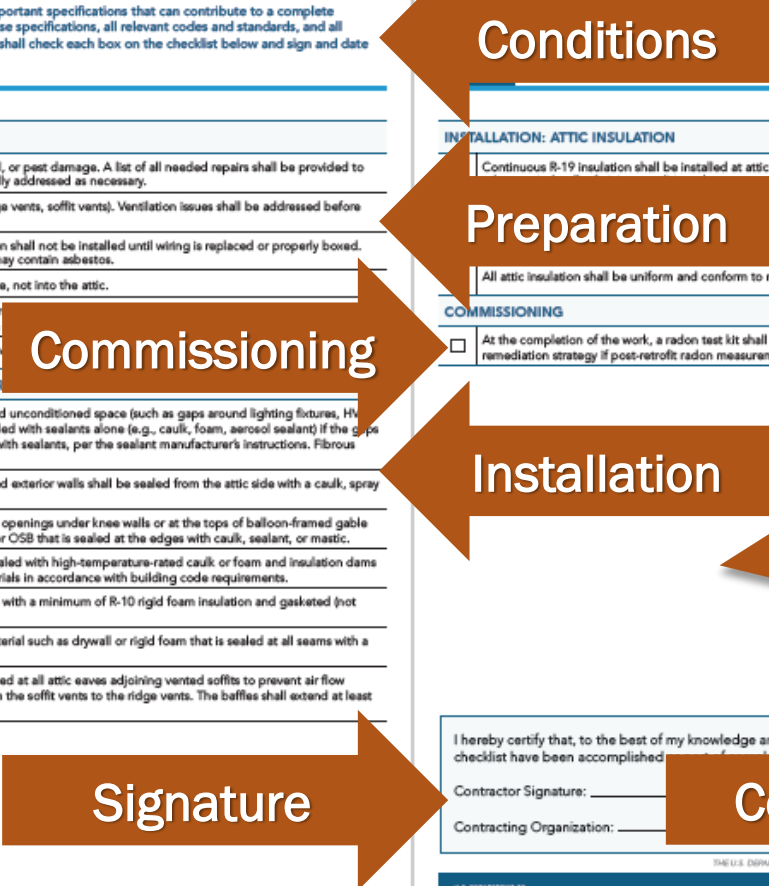 portant specifications that can contribute to a complete
se specifications, all relevant codes and standards, and all
shall check each box on the checklist below and sign and date
Conditions
, or pest damage. A list of all needed repairs shall be provided to
ly addressed as necessary.
e vents, soffit vents). Ventilation issues shall be addressed before
n shall not be installed until wiring is replaced or properly boxed.
may contain asbestos.
e, not into the attic.
INSTALLATION: ATTIC INSULATION
Continuous R-19 insulation shall be installed at attic
Preparation
All attic insulation shall be uniform and conform to
COMMISSIONING
Commissioning
At the completion of the work, a radon test kit shall
remediation strategy if post-retrofit radon measurem
d unconditioned space (such as gaps around lighting fixtures, HV
led with sealants alone (e.g., caulk, foam, aerosol sealant) if the gaps
with sealants, per the sealant manufacturer's instructions. Fibrous
Installation
d exterior walls shall be sealed from the attic side with a caulk, spray
openings under knee walls or at the tops of balloon-framed gable
r OSB that is sealed at the edges with caulk, sealant, or mastic.
aled with high-temperature-rated caulk or foam and insulation dams
rials in accordance with building code requirements.
with a minimum of R-10 rigid foam insulation and gasketed (not
terial such as drywall or rigid foam that is sealed at all seams with a
ed at all attic eaves adjoining vented soffits to prevent air flow
the soffit vents to the ridge vents. The baffles shall extend at least
Signature
I hereby certify that, to the best of my knowledge a
checklist have been accomplished
Contractor Signature:
Contracting Organization:
C
THE U.S. DEPA